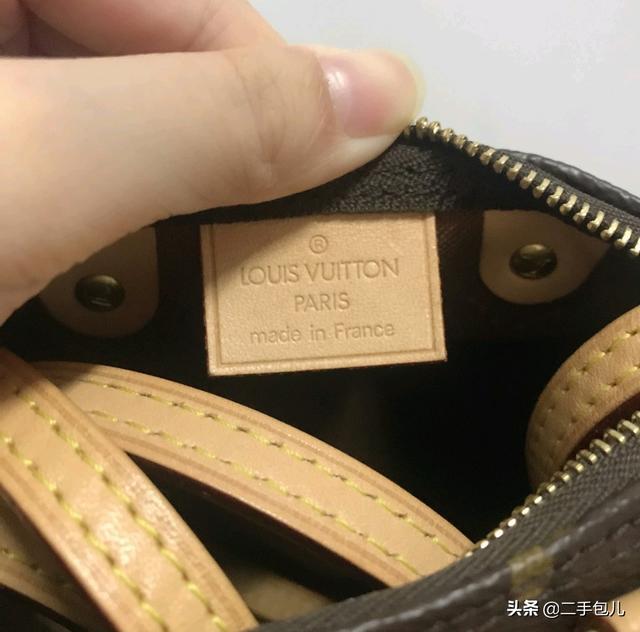 ®
LOUIS VUITTON
PARIS
made in France
头条 @二手包儿